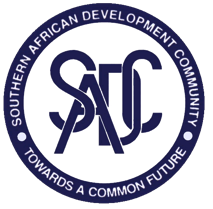 SOUTHERN AFRICAN DEVELOPMENT COMMUNITY
SADC
TOWARDS A COMMON FUTURE